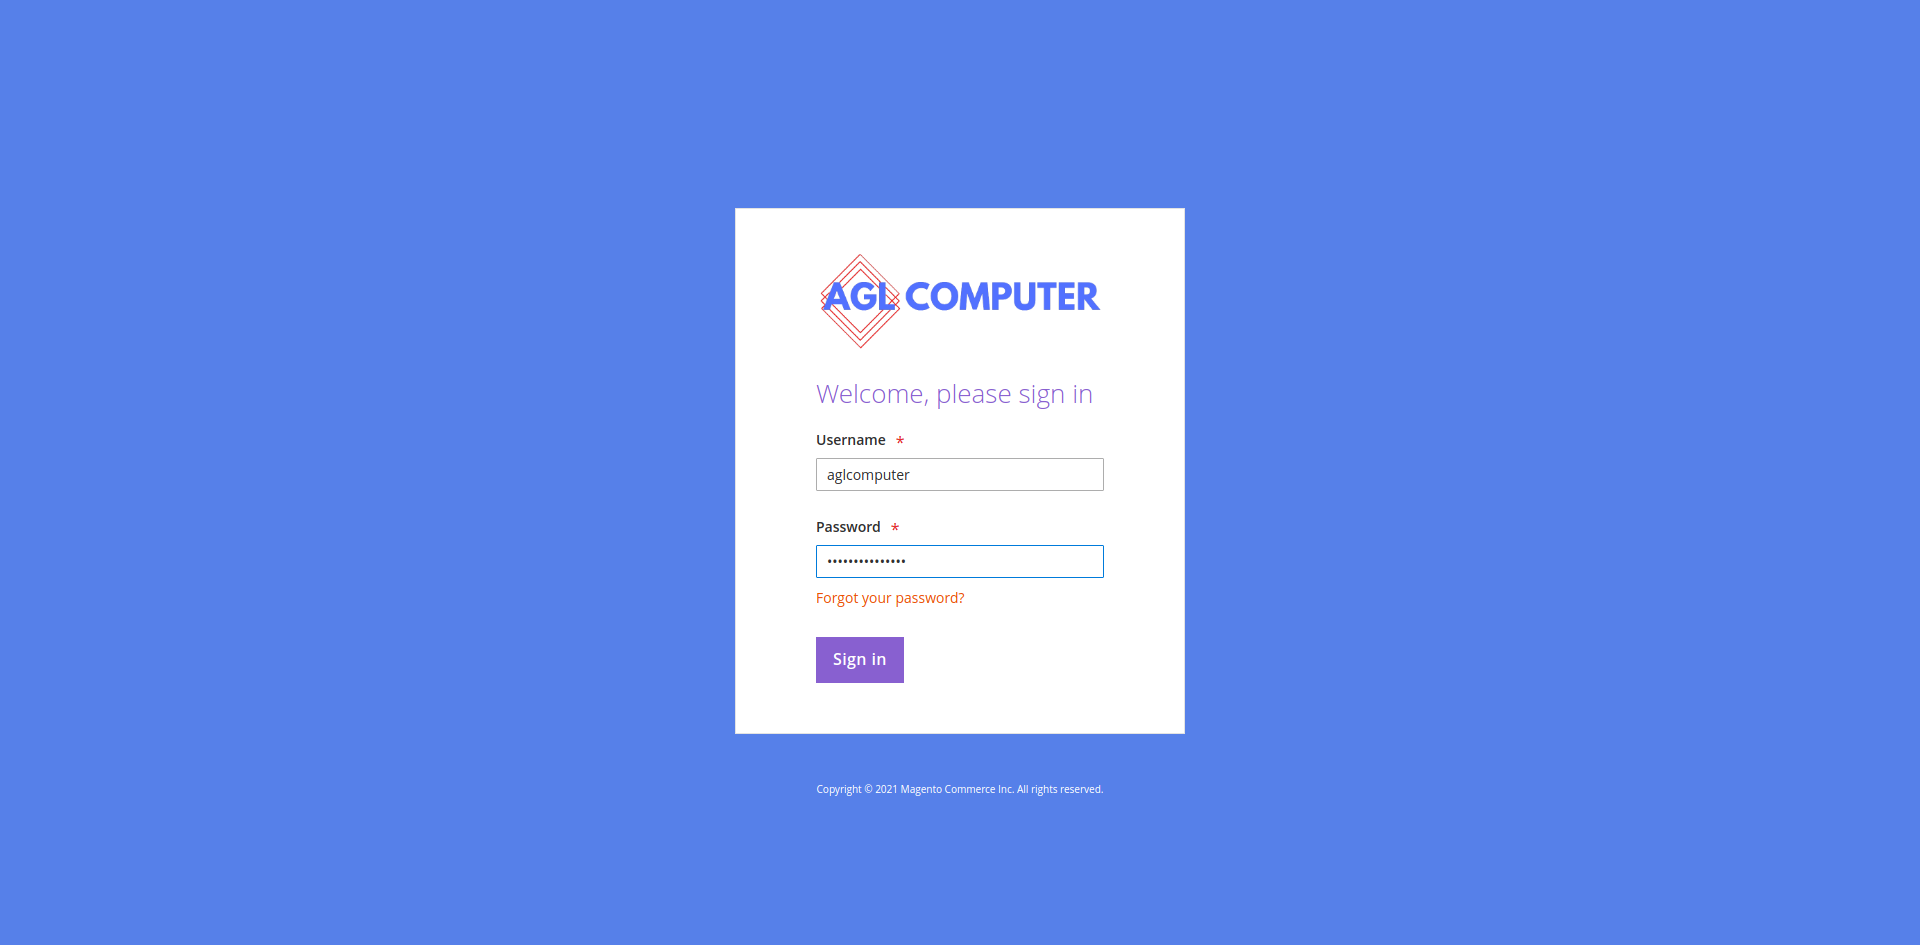 AGL COMPUTER
Welcome, please sign in
Username *
aglcomputer
Password *
•••••••••••••••
Forgot your password?
Sign in
Copyright © 2021 Magento Commerce Inc. All rights reserved.